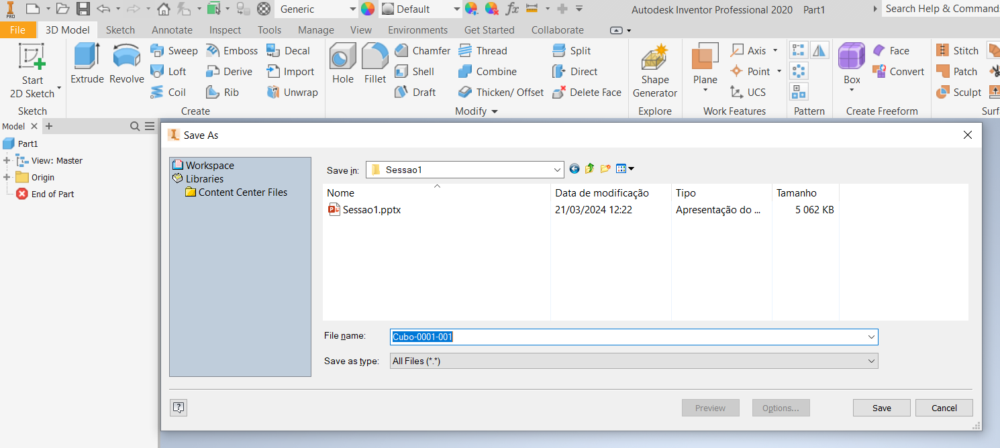 PRO Generic Default fx Autodesk Inventor Professional 2020 Part1 Search Help & Command
File 3D Model Sketch Annotate Inspect Tools Manage View Environments Get Started Collaborate
Start
2D Sketch
Sketch
Extrude Revolve
Sweep Emboss Decal
Loft Derive Import
Coil Rib Unwrap
Create
Hole Fillet
Chamfer Thread Split
Shell Combine Direct
Draft Thicken/ Offset Delete Face
Modify
Shape
Generator
Explore
Plane
Axis
Point
UCS
Work Features
Pattern
Box
Face
Convert
Create Freeform
Stitch
Patch
Sculpt
Surf
Model
Part1
View: Master
Origin
End of Part
Save As
Workspace
Libraries
Content Center Files
Save in: Sessao1
Nome Data de modificação Tipo Tamanho
Sessao1.pptx 21/03/2024 12:22 Apresentação do ... 5 062 KB
File name: Cubo-0001-001
Save as type: All Files (*.*)
Preview Options... Save Cancel